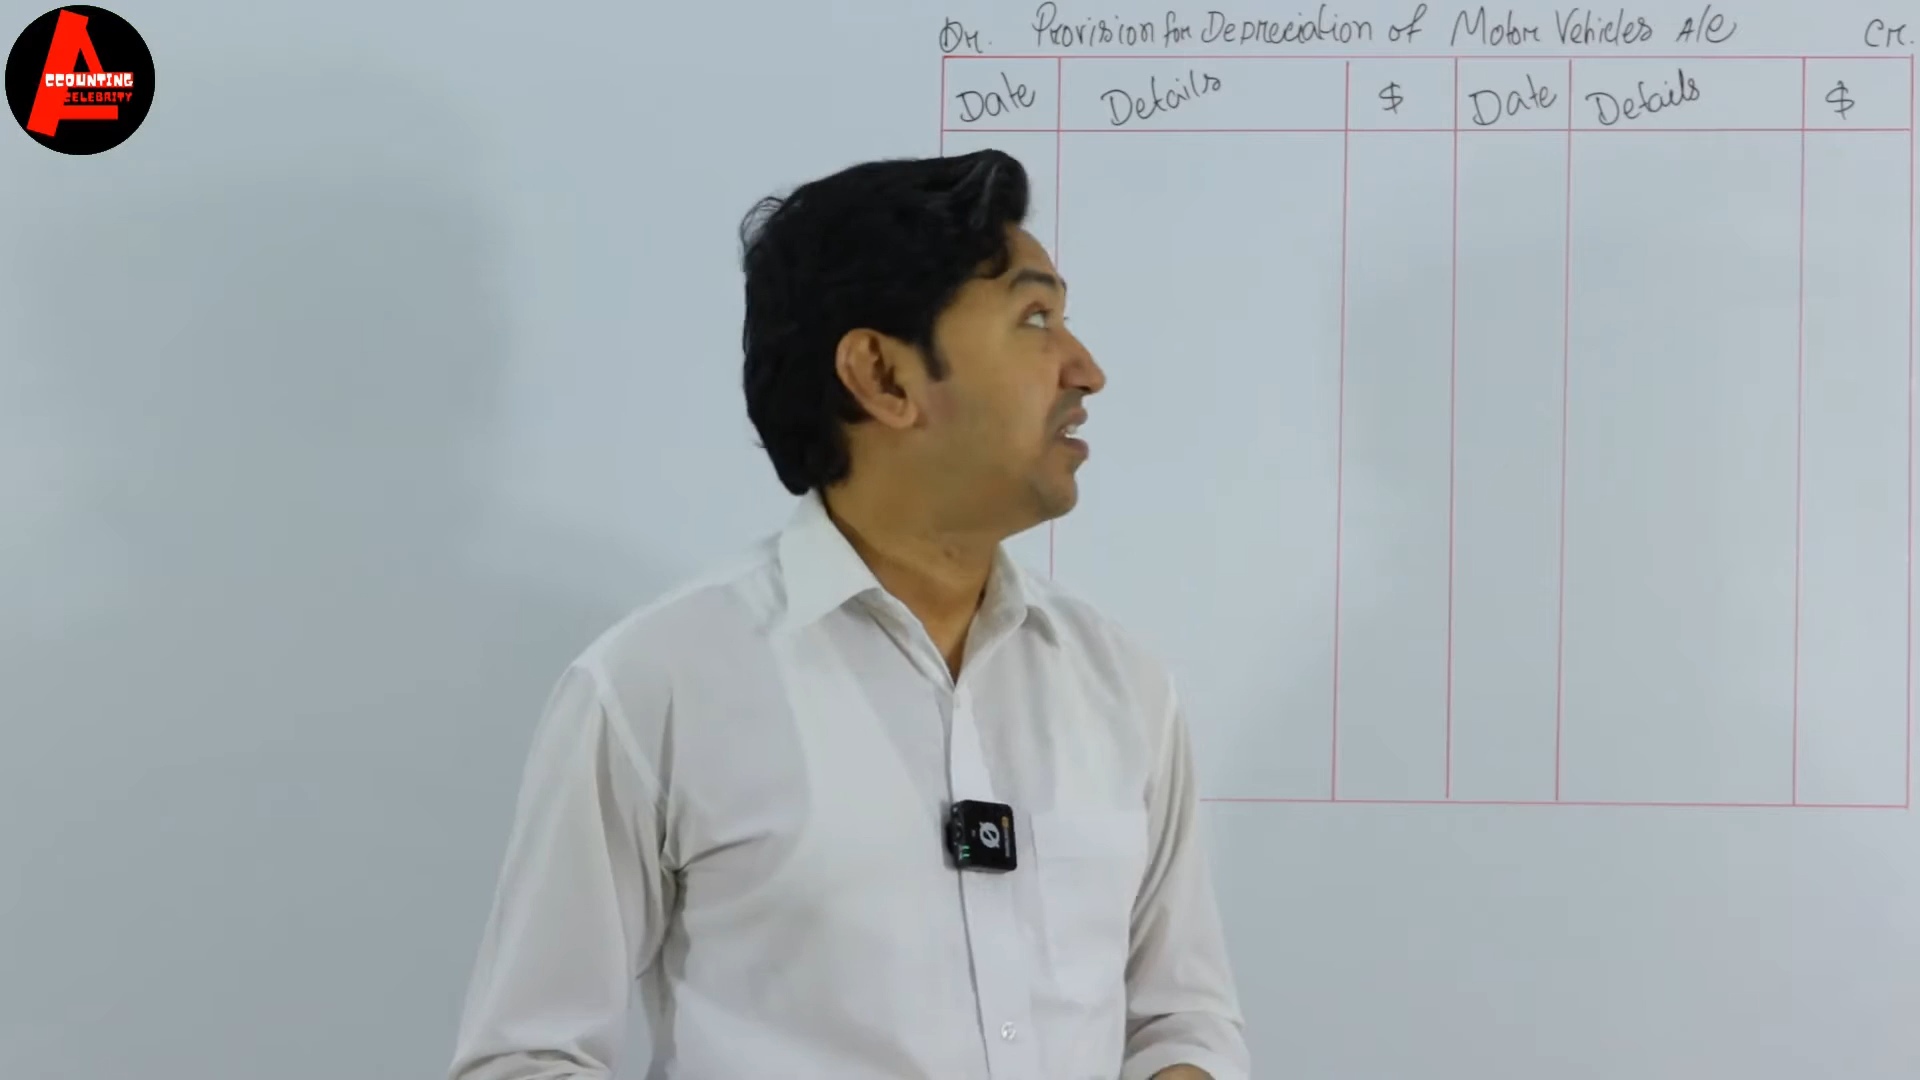 ACCOUNTING
CELEBRITY
Dr. Provision for Depreciation of Motor Vehicles A/c Cr.
Date Details $ Date Details $